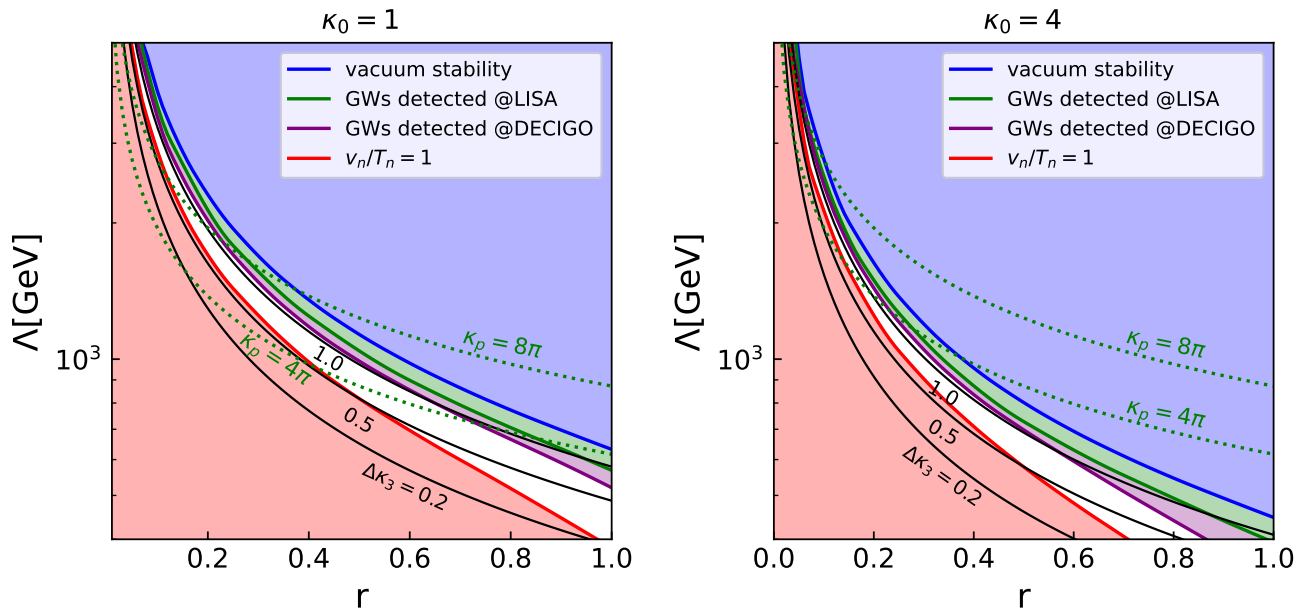 κ₀ = 1
Λ[GeV]
10³
vacuum stability
GWs detected @LISA
GWs detected @DECIGO
vₙ/Tₙ = 1
κₚ = 8π
κₚ = 4π
1.0
0.5
Δκ₃ = 0.2
0.2 0.4 0.6 0.8 1.0
r
κ₀ = 4
Λ[GeV]
10³
vacuum stability
GWs detected @LISA
GWs detected @DECIGO
vₙ/Tₙ = 1
κₚ = 8π
κₚ = 4π
1.0
0.5
Δκ₃ = 0.2
0.0 0.2 0.4 0.6 0.8 1.0
r